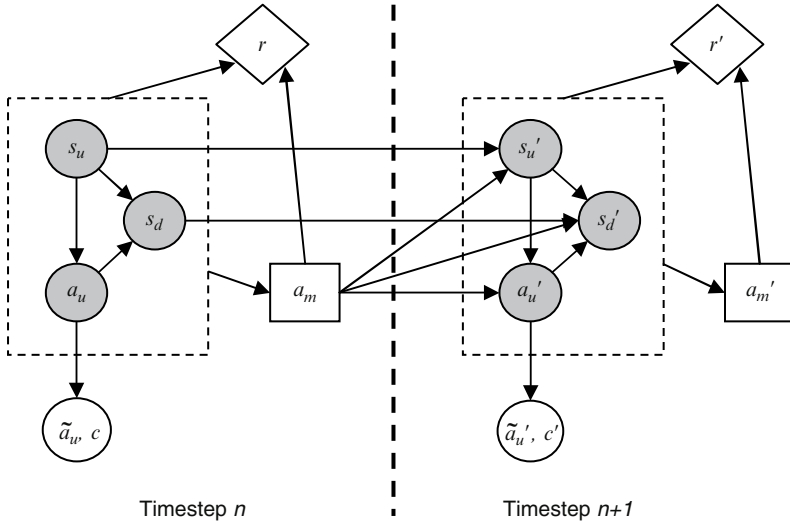 r
r′
s_u
s_u′
s_d
s_d′
a_u
a_m
a_u′
a_m′
ã_u, c
ã_u′, c′
Timestep n
Timestep n+1